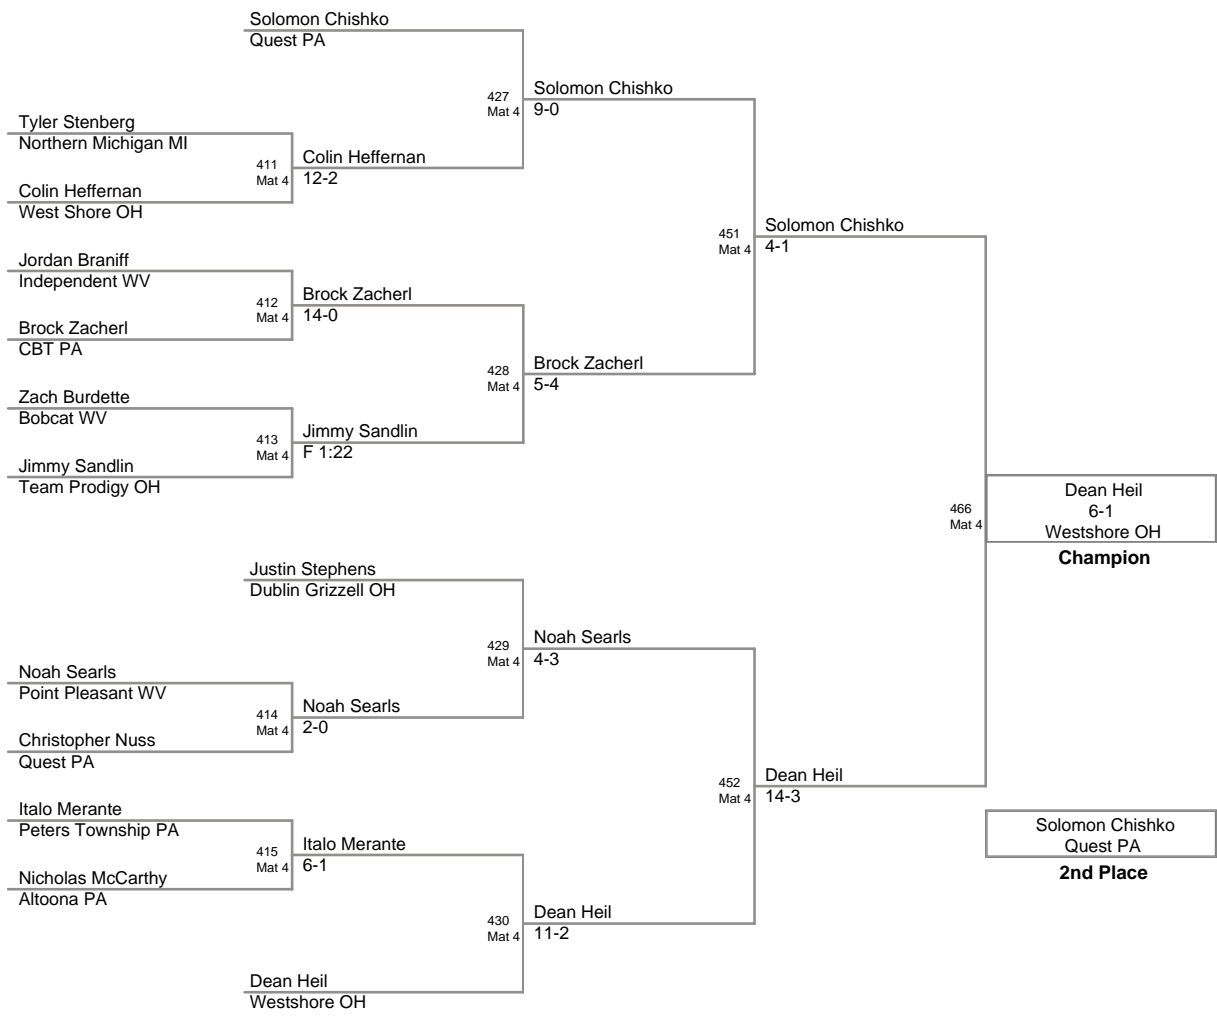 Solomon Chishko
Quest PA
427
Mat 4
Solomon Chishko
9-0
Tyler Stenberg
Northern Michigan MI
411
Mat 4
Colin Heffernan
12-2
Colin Heffernan
West Shore OH
451
Mat 4
Solomon Chishko
4-1
Jordan Braniff
Independent WV
412
Mat 4
Brock Zacherl
14-0
Brock Zacherl
CBT PA
428
Mat 4
Brock Zacherl
5-4
Zach Burdette
Bobcat WV
413
Mat 4
Jimmy Sandlin
F 1:22
Jimmy Sandlin
Team Prodigy OH
466
Mat 4
Dean Heil
6-1
Westshore OH
Champion
Justin Stephens
Dublin Grizzell OH
429
Mat 4
Noah Searls
4-3
Noah Searls
Point Pleasant WV
414
Mat 4
Noah Searls
2-0
Christopher Nuss
Quest PA
452
Mat 4
Dean Heil
14-3
Italo Merante
Peters Township PA
415
Mat 4
Italo Merante
6-1
Nicholas McCarthy
Altoona PA
Solomon Chishko
Quest PA
2nd Place
430
Mat 4
Dean Heil
11-2
Dean Heil
Westshore OH